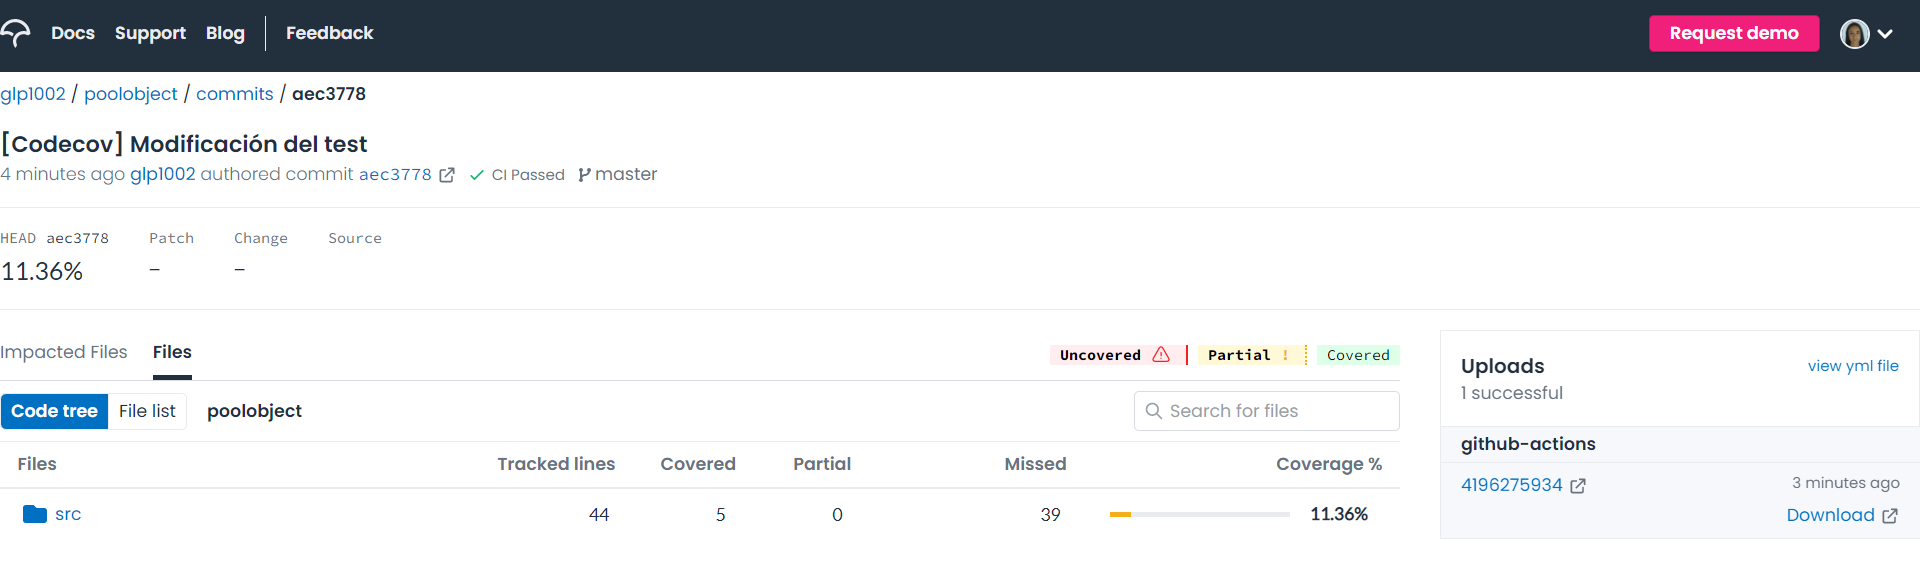 Docs Support Blog Feedback Request demo
glp1002 / poolobject / commits / aec3778
[Codecov] Modificación del test
4 minutes ago glp1002 authored commit aec3778 CI Passed master
HEAD aec3778 Patch Change Source
11.36% - -
Impacted Files Files Uncovered Partial ! Covered
Code tree File list poolobject Search for files
Files Tracked lines Covered Partial Missed Coverage %
src 44 5 0 39 11.36%
Uploads view yml file
1 successful
github-actions
4196275934 3 minutes ago
Download